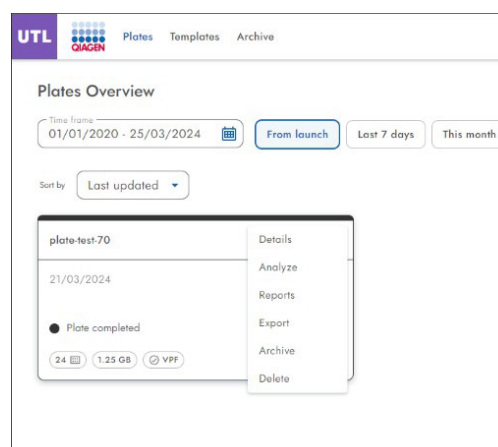 UTL
QIAGEN
Plates Templates Archive
Plates Overview
Time frame
01/01/2020 - 25/03/2024
From launch
Last 7 days
This month
Sort by
Last updated
plate-test-70
21/03/2024
Plate completed
24
1.25 GB
VPF
Details
Analyze
Reports
Export
Archive
Delete